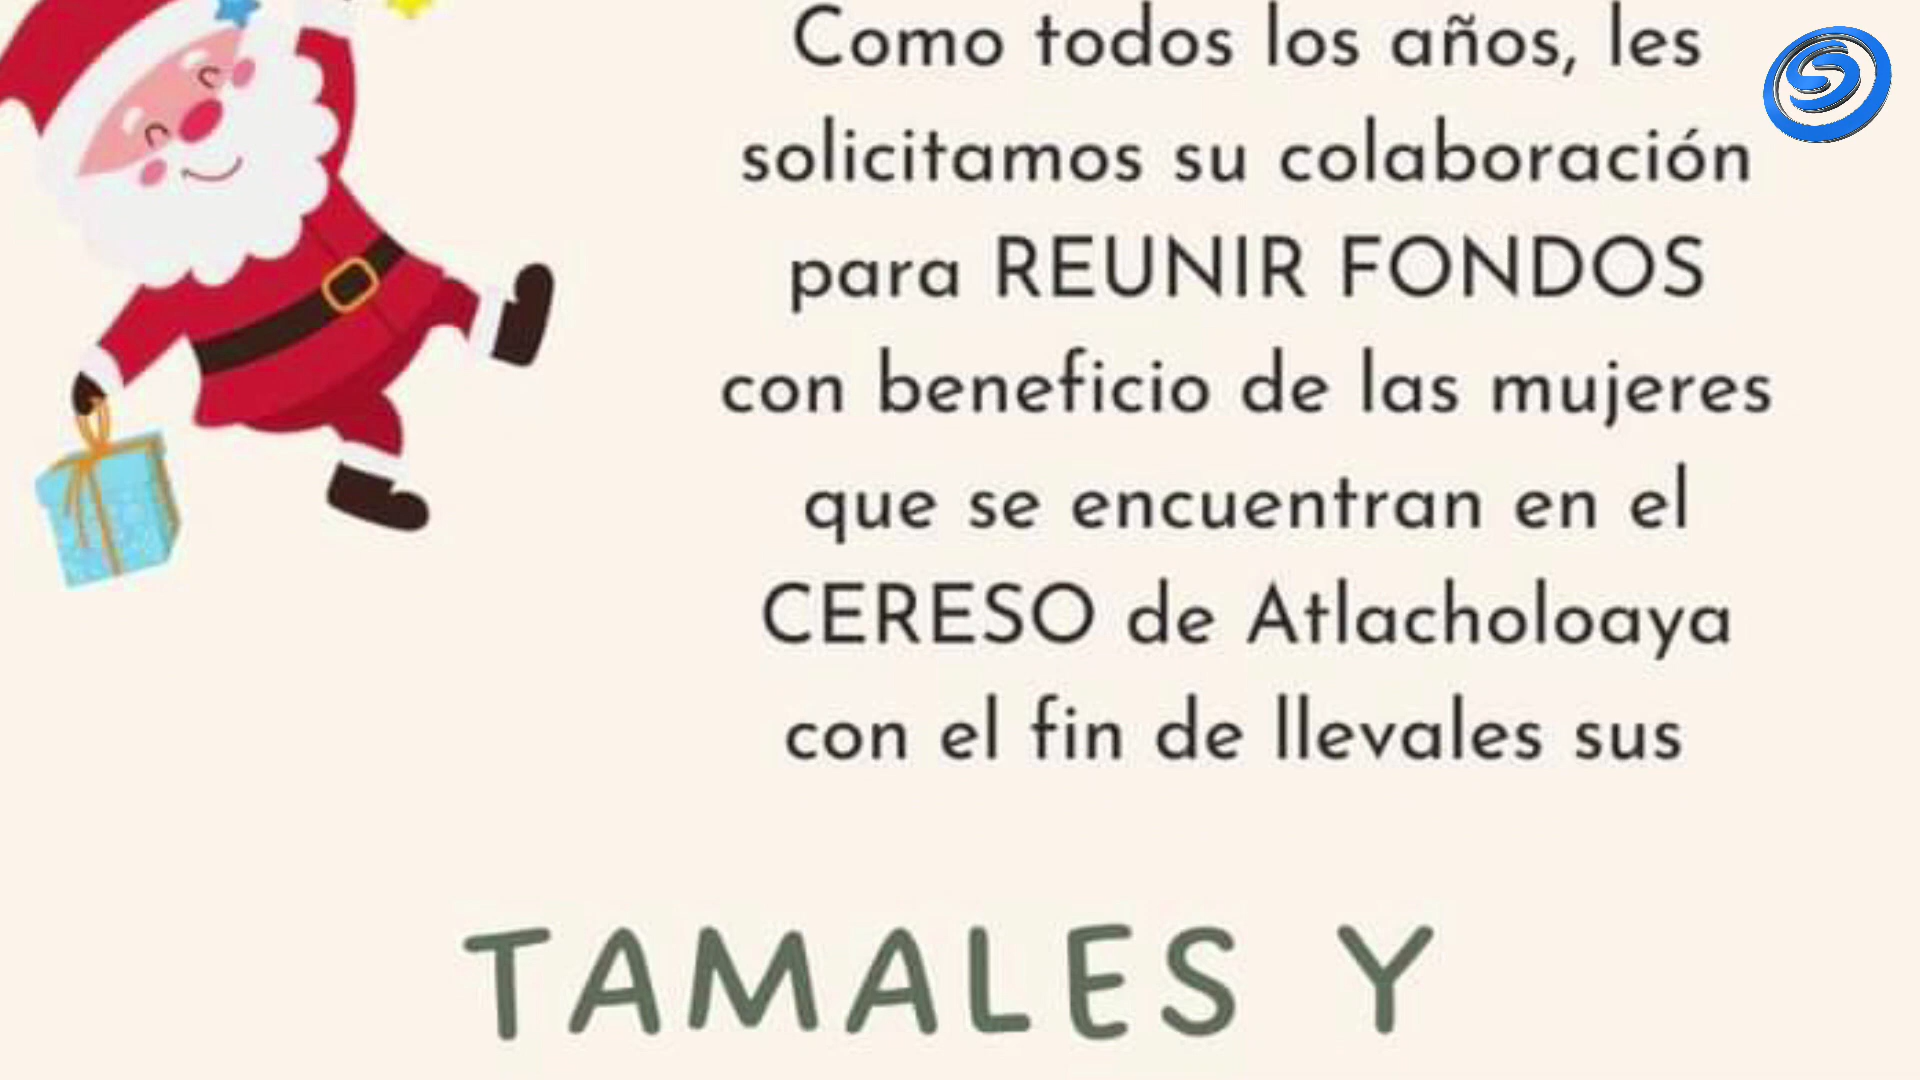 Como todos los años, les
solicitamos su colaboración
para REUNIR FONDOS
con beneficio de las mujeres
que se encuentran en el
CERESO de Atlacholoaya
con el fin de llevales sus
TAMALES Y